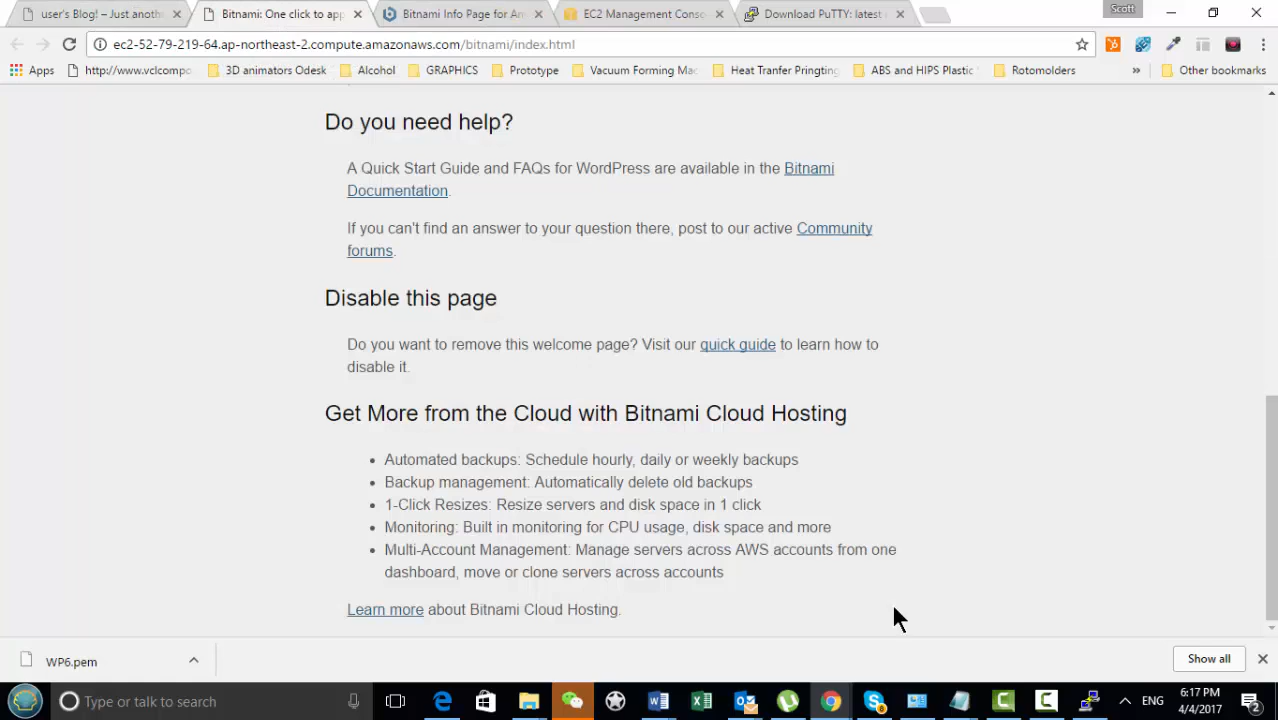 user's Blog! – Just anoth
Bitnami: One click to app
Bitnami Info Page for Am
EC2 Management Conso
Download PuTTY: latest
Scott
ec2-52-79-219-64.ap-northeast-2.compute.amazonaws.com/bitnami/index.html
Apps
http://www.vclcompo
3D animators Odesk
Alcohol
GRAPHICS
Prototype
Vacuum Forming Mac
Heat Tranfer Pringting
ABS and HIPS Plastic
Rotomolders
»
Other bookmarks
Do you need help?
A Quick Start Guide and FAQs for WordPress are available in the Bitnami
Documentation.
If you can't find an answer to your question there, post to our active Community
forums.
Disable this page
Do you want to remove this welcome page? Visit our quick guide to learn how to
disable it.
Get More from the Cloud with Bitnami Cloud Hosting
• Automated backups: Schedule hourly, daily or weekly backups
• Backup management: Automatically delete old backups
• 1-Click Resizes: Resize servers and disk space in 1 click
• Monitoring: Built in monitoring for CPU usage, disk space and more
• Multi-Account Management: Manage servers across AWS accounts from one
dashboard, move or clone servers across accounts
Learn more about Bitnami Cloud Hosting.
WP6.pem
Show all
Type or talk to search
ENG
6:17 PM
4/4/2017
2